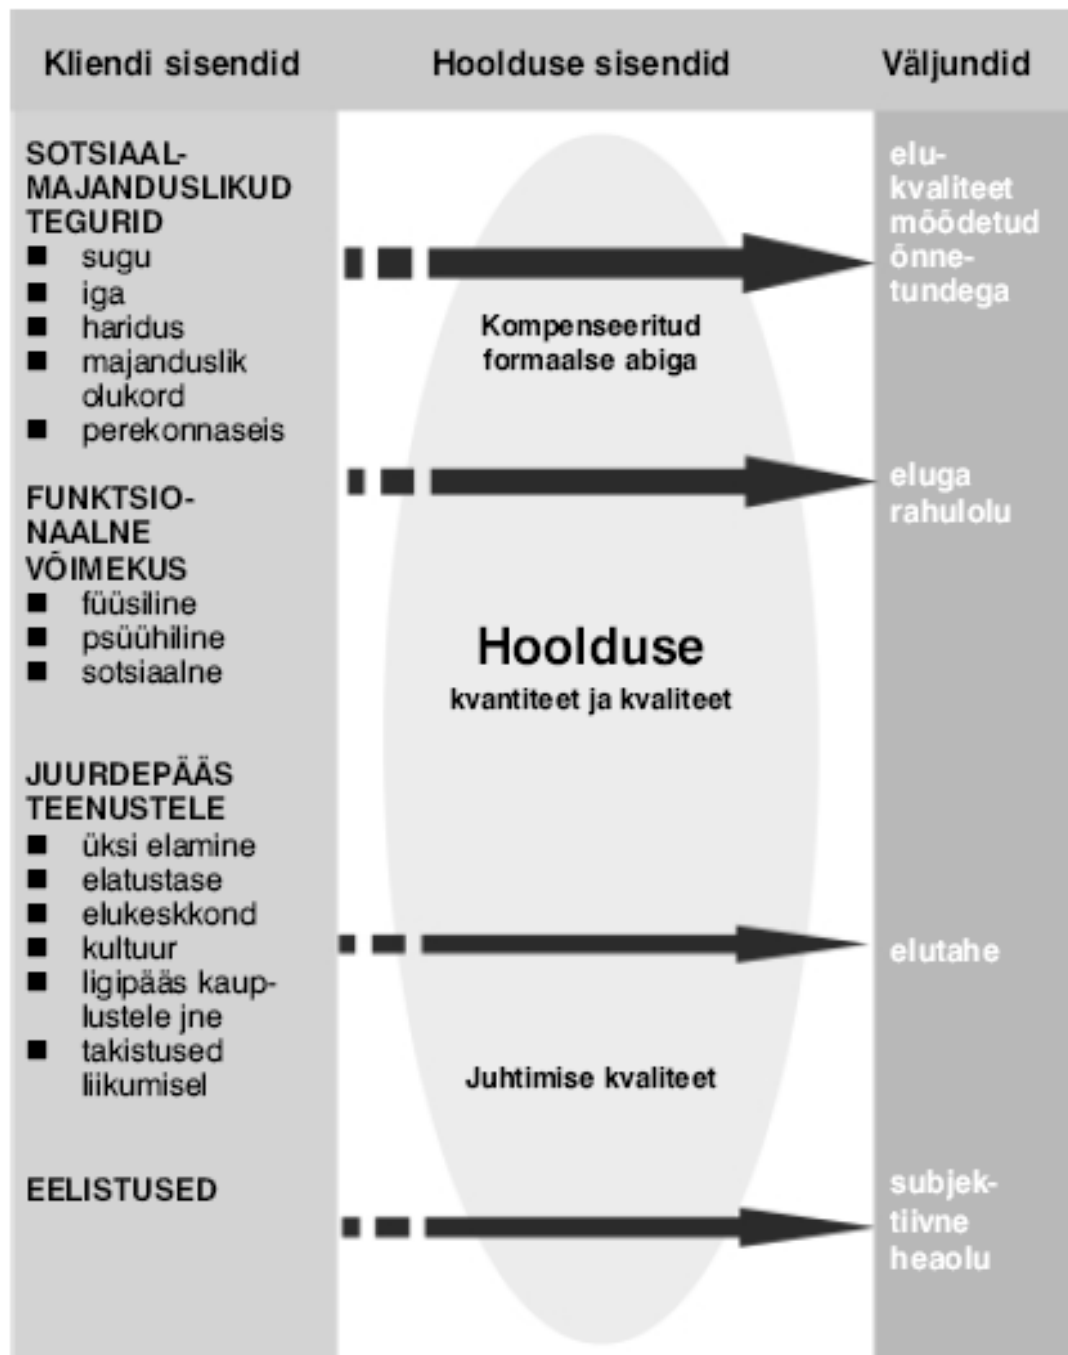 Kliendi sisendid
Hoolduse sisendid
Väljundid
SOTSIAAL-
MAJANDUSLIKUD
TEGURID
■ sugu
■ iga
■ haridus
■ majanduslik
olukord
■ perekonnaseis
FUNKTSIO-
NAALNE
VÕIMEKUS
■ füüsiline
■ psüühiline
■ sotsiaalne
JUURDEPÄÄS
TEENUSTELE
■ üksi elamine
■ elatustase
■ elukeskkond
■ kultuur
■ ligipääs kaup-
lustele jne
■ takistused
liikumisel
EELISTUSED
Kompenseeritud
formaalse abiga
Hoolduse
kvantiteet ja kvaliteet
Juhtimise kvaliteet
elu-
kvaliteet
mõõdetud
õnne-
tundega
eluga
rahulolu
elutahe
subjek-
tiivne
heaolu